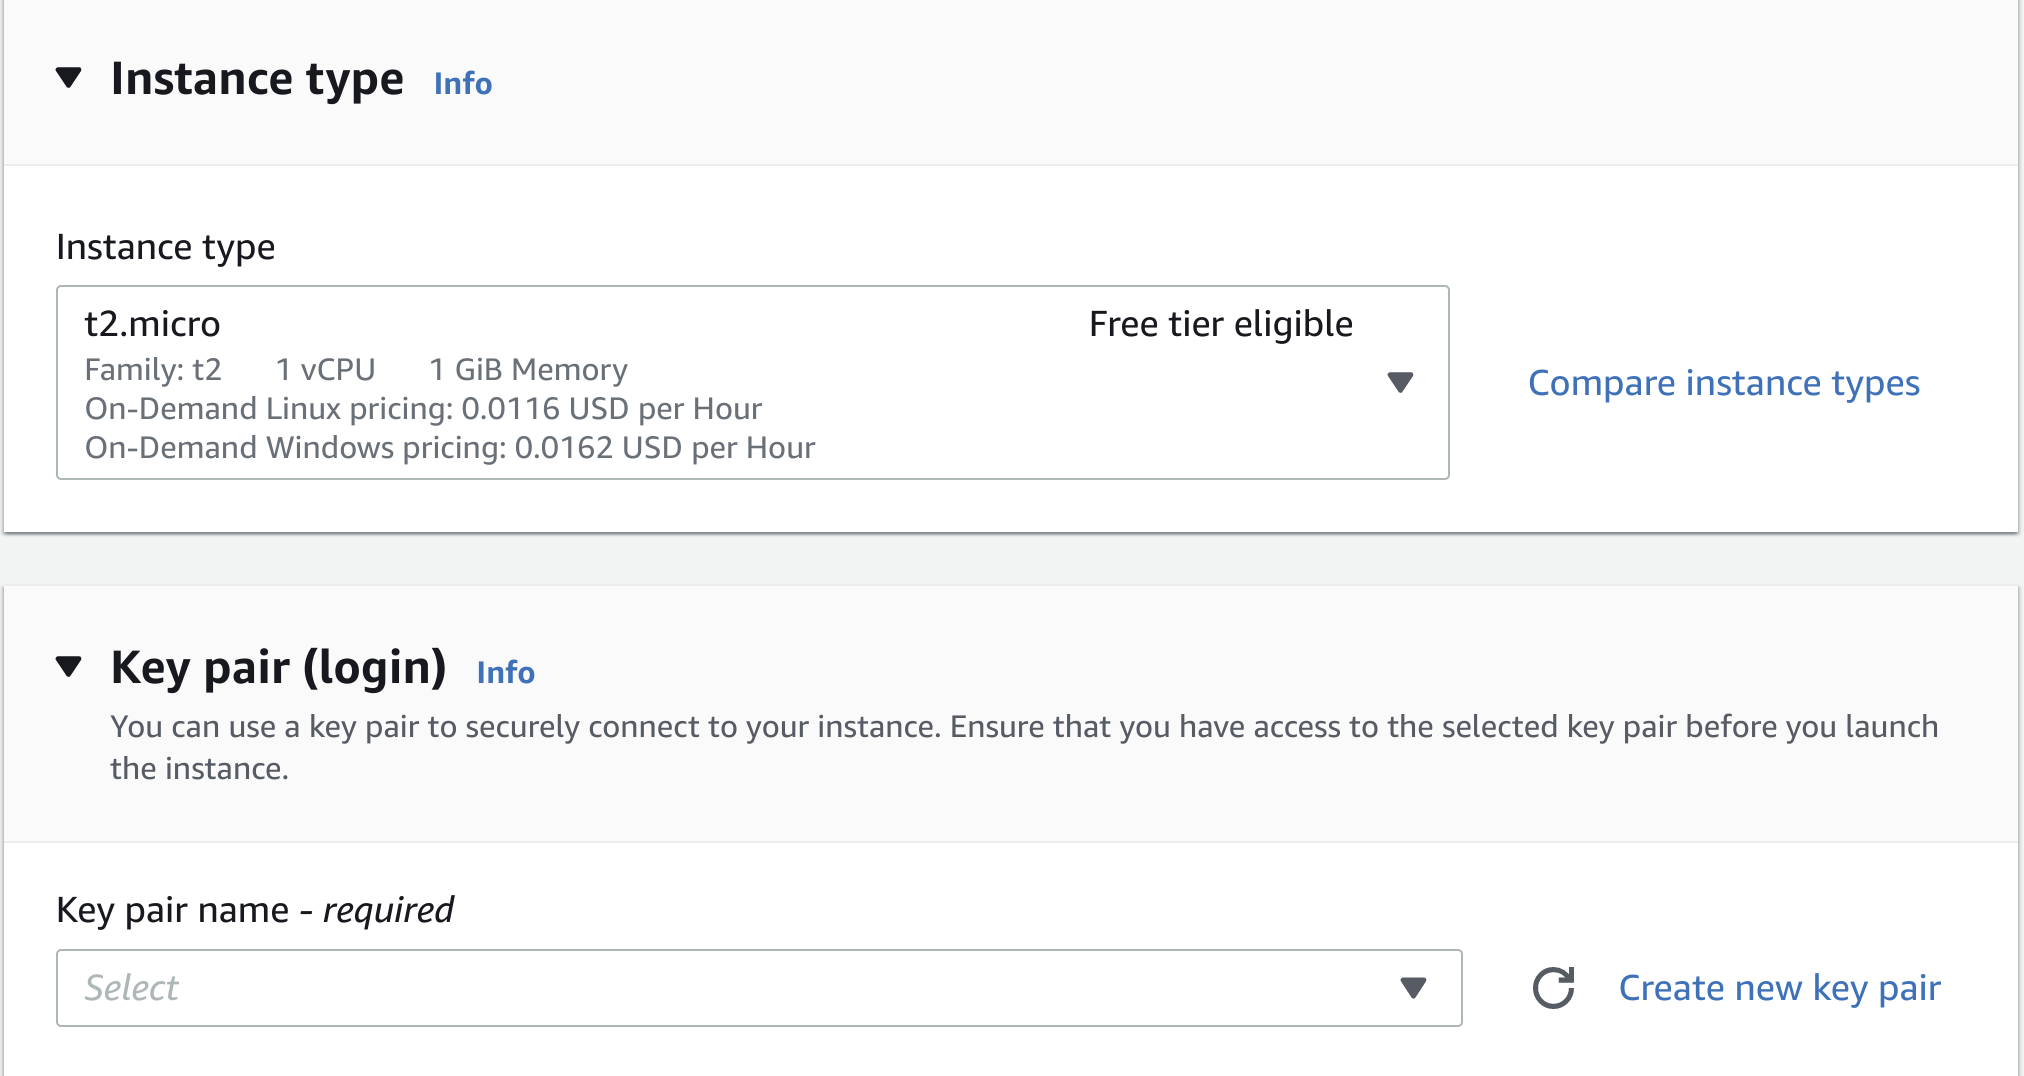 Instance type Info
Instance type
t2.micro Free tier eligible
Family: t2 1 vCPU 1 GiB Memory
On-Demand Linux pricing: 0.0116 USD per Hour
On-Demand Windows pricing: 0.0162 USD per Hour
Compare instance types
Key pair (login) Info
You can use a key pair to securely connect to your instance. Ensure that you have access to the selected key pair before you launch
the instance.
Key pair name - required
Select
Create new key pair